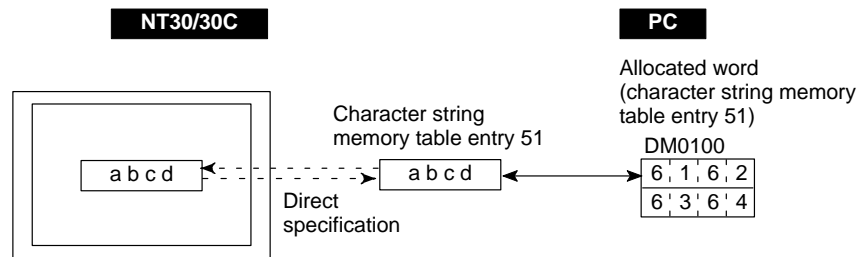 NT30/30C
PC
Allocated word
(character string memory
table entry 51)
Character string
memory table entry 51
DM0100
a b c d
a b c d
6 1 6 2
6 3 6 4
Direct
specification